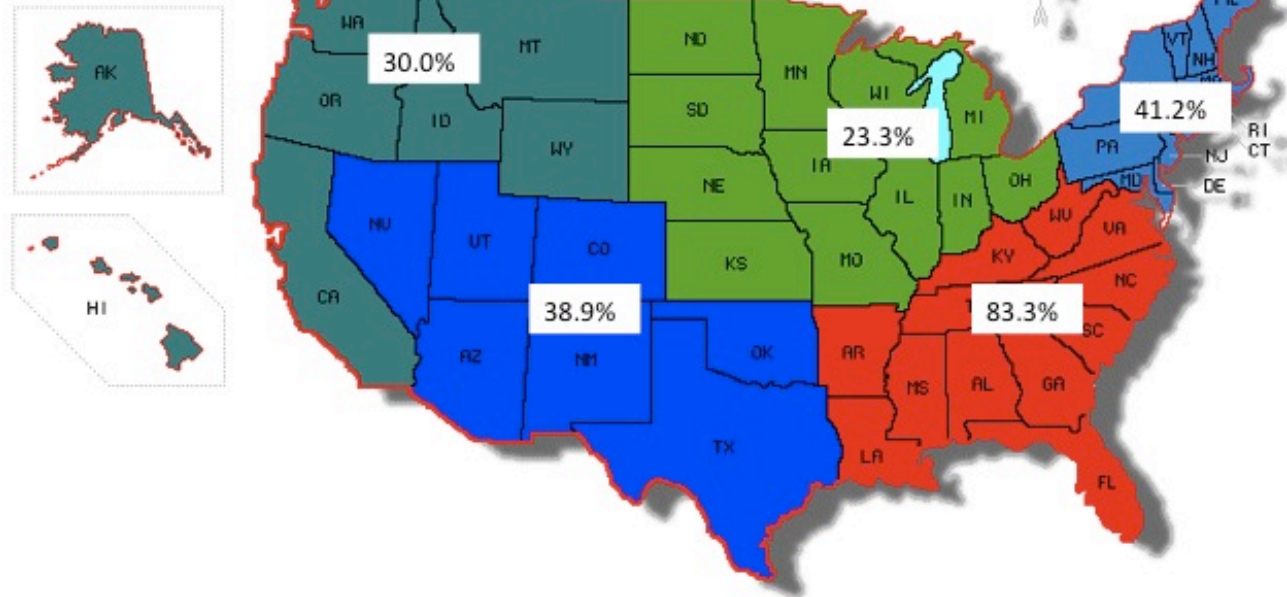 ME
WA
MT
ND
MN
VT
NH
AK
30.0%
WI
MI
41.2%
OR
ID
SD
23.3%
RI
CT
WY
IA
PA
NJ
NE
OH
MD
DE
IL
IN
NV
UT
CO
KS
MO
WV
VA
KY
NC
HI
CA
38.9%
83.3%
SC
AZ
NM
OK
AR
MS
AL
GA
TX
LA
FL